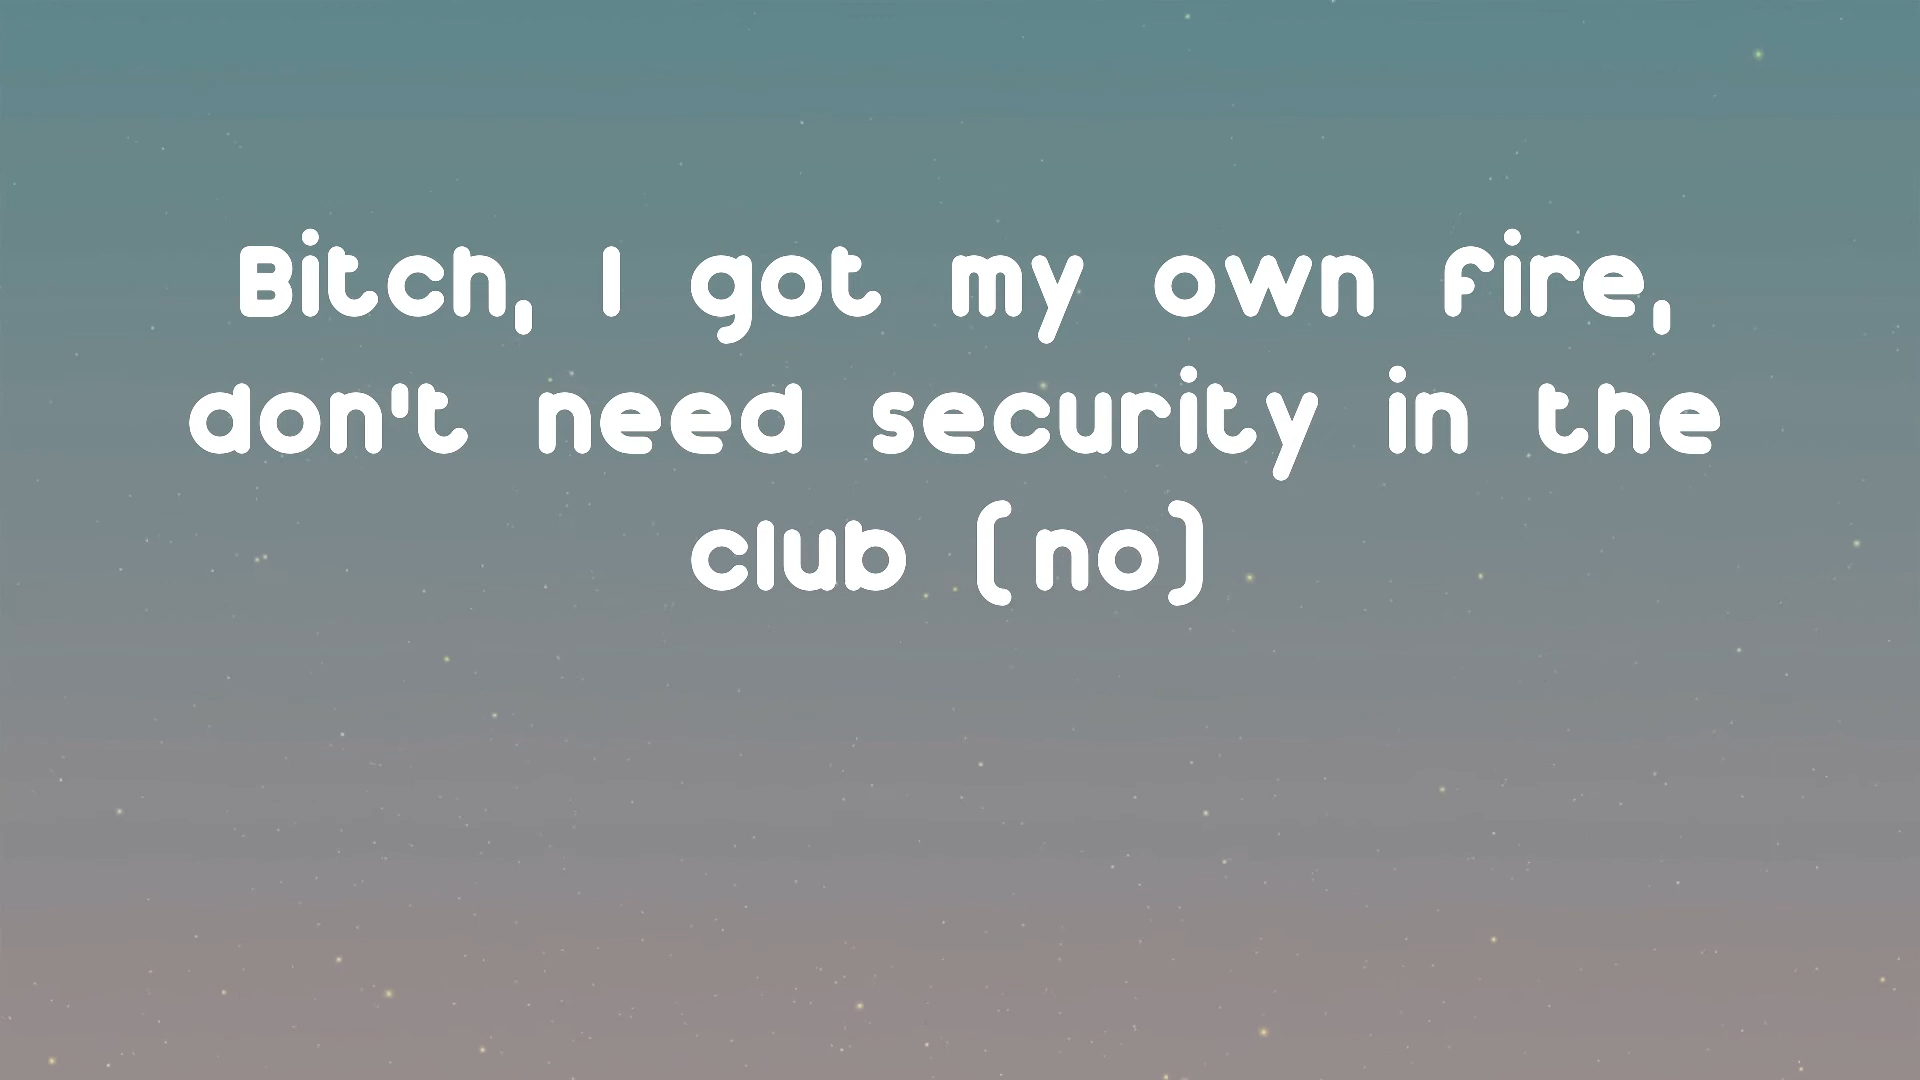 Bitch, I got my own fire,
don't need security in the
club (no)